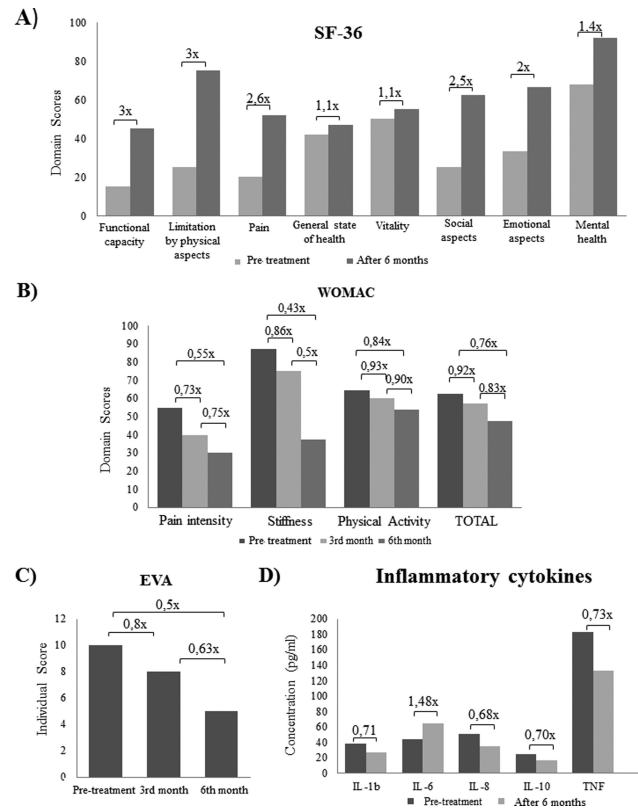 A)
SF-36
Domain Scores
100
80
60
40
20
0
3x
3x
2,6x
1,1x
1,1x
2,5x
2x
1.4x
Functional capacity
Limitation by physical aspects
Pain
General state of health
Vitality
Social aspects
Emotional aspects
Mental health
Pre-treatment
After 6 months
B)
WOMAC
Domain Scores
100
90
80
70
60
50
40
30
20
10
0
0,55x
0,73x
0,75x
0,43x
0,86x
0,5x
0,84x
0,93x
0,90x
0,76x
0,92x
0,83x
Pain intensity
Stiffness
Physical Activity
TOTAL
Pre-treatment
3rd month
6th month
C)
EVA
Individual Score
12
10
8
6
4
2
0
0,5x
0,8x
0,63x
Pre-treatment
3rd month
6th month
D)
Inflammatory cytokines
Concentration (pg/ml)
200
180
160
140
120
100
80
60
40
20
0
0,71
1,48x
0,68x
0,70x
0,73x
IL-1b
IL-6
IL-8
IL-10
TNF
Pre-treatment
After 6 months